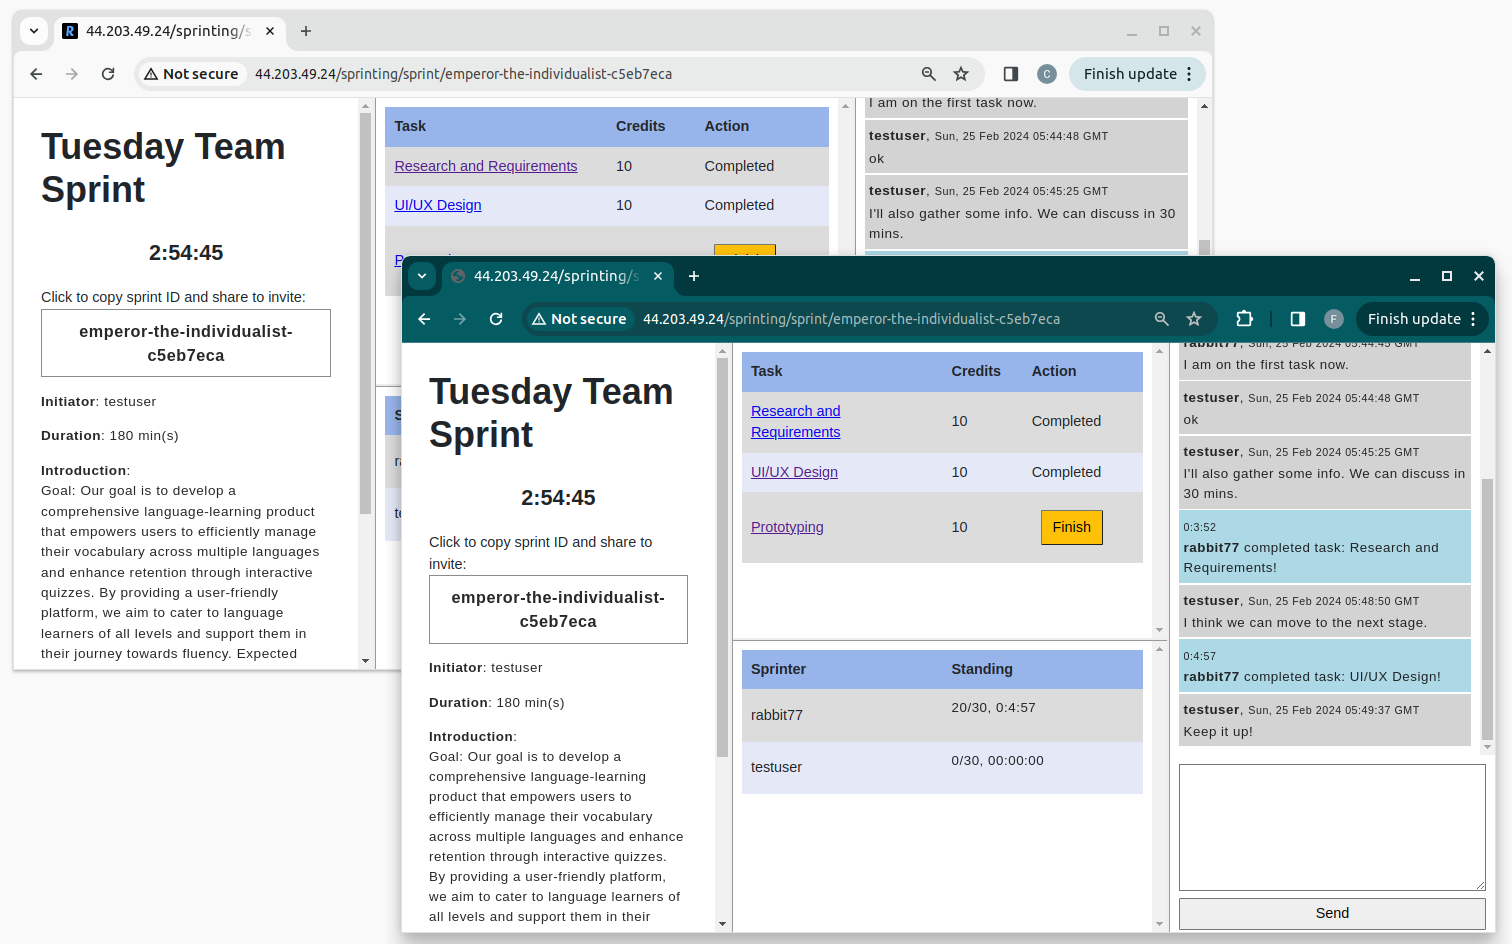 44.203.49.24/sprinting/s
Not secure
44.203.49.24/sprinting/sprint/emperor-the-individualist-c5eb7eca
C
Finish update
Tuesday Team
Sprint
2:54:45
Click to copy sprint ID and share to invite:
emperor-the-individualist-
c5eb7eca
Initiator: testuser
Duration: 180 min(s)
Introduction:
Goal: Our goal is to develop a
comprehensive language-learning product
that empowers users to efficiently manage
their vocabulary across multiple languages
and enhance retention through interactive
quizzes. By providing a user-friendly
platform, we aim to cater to language
learners of all levels and support them in
their journey towards fluency. Expected
Task Credits Action
Research and Requirements 10 Completed
UI/UX Design 10 Completed
I am on the first task now.
testuser, Sun, 25 Feb 2024 05:44:48 GMT
ok
testuser, Sun, 25 Feb 2024 05:45:25 GMT
I'll also gather some info. We can discuss in 30
mins.
44.203.49.24/sprinting/s
Not secure
44.203.49.24/sprinting/sprint/emperor-the-individualist-c5eb7eca
F
Finish update
Tuesday Team
Sprint
2:54:45
Click to copy sprint ID and share to
invite:
emperor-the-individualist-
c5eb7eca
Initiator: testuser
Duration: 180 min(s)
Introduction:
Goal: Our goal is to develop a
comprehensive language-learning
product that empowers users to
efficiently manage their vocabulary
across multiple languages and enhance
retention through interactive quizzes.
By providing a user-friendly platform,
we aim to cater to language learners of
all levels and support them in their
Task Credits Action
Research and
Requirements 10 Completed
UI/UX Design 10 Completed
Prototyping 10 Finish
Sprinter Standing
rabbit77 20/30, 0:4:57
testuser 0/30, 00:00:00
rabbit77, Sun, 25 Feb 2024 05:44:45 GMT
I am on the first task now.
testuser, Sun, 25 Feb 2024 05:44:48 GMT
ok
testuser, Sun, 25 Feb 2024 05:45:25 GMT
I'll also gather some info. We can discuss in
30 mins.
0:3:52
rabbit77 completed task: Research and
Requirements!
testuser, Sun, 25 Feb 2024 05:48:50 GMT
I think we can move to the next stage.
0:4:57
rabbit77 completed task: UI/UX Design!
testuser, Sun, 25 Feb 2024 05:49:37 GMT
Keep it up!
Send